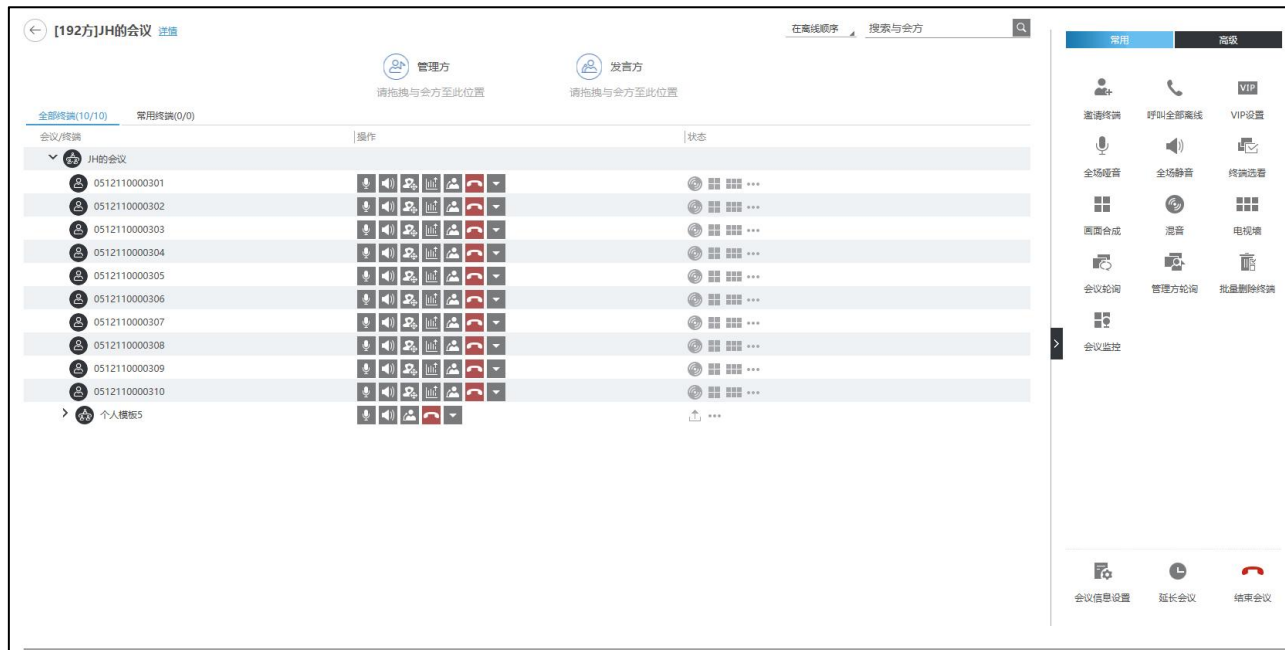 [192方]JH的会议 详情
在离线顺序 搜索与会方
常用 高级
管理方 发言方
请拖拽与会方至此位置 请拖拽与会方至此位置
全部终端(10/10) 常用终端(0/0)
会议/终端 操作 状态
JH的会议
0512110000301
0512110000302
0512110000303
0512110000304
0512110000305
0512110000306
0512110000307
0512110000308
0512110000309
0512110000310
个人模板5
VIP
邀请终端 呼叫全部离线 VIP设置
全场哑音 全场静音 终端选看
画面合成 混音 电视墙
会议轮询 管理方轮询 批量删除终端
会议监控
会议信息设置 延长会议 结束会议